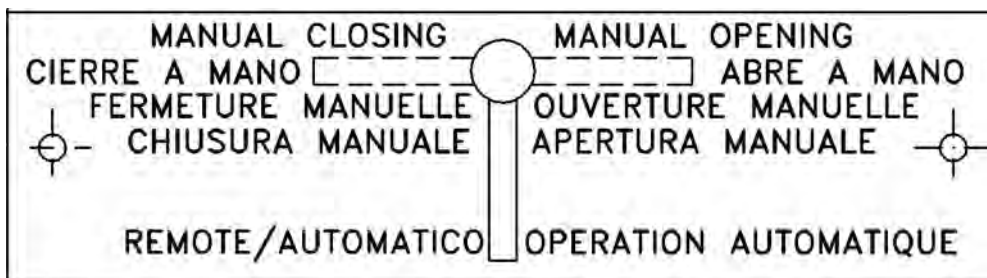 MANUAL CLOSING MANUAL OPENING
CIERRE A MANO ABRE A MANO
FERMETURE MANUELLE OUVERTURE MANUELLE
CHIUSURA MANUALE APERTURA MANUALE
REMOTE/AUTOMATICO OPERATION AUTOMATIQUE